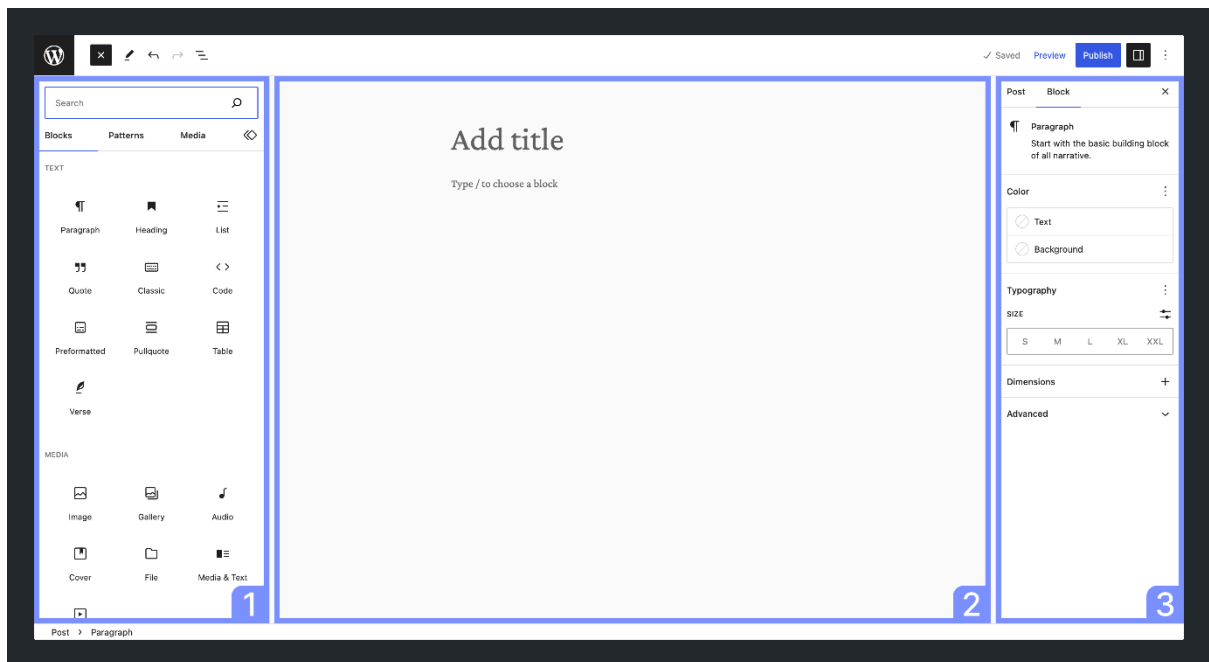 Saved Preview Publish
Search
Blocks Patterns Media
TEXT
Paragraph Heading List
Quote Classic Code
Preformatted Pullquote Table
Verse
MEDIA
Image Gallery Audio
Cover File Media & Text
1
Add title
Type / to choose a block
2
Post Block
Paragraph
Start with the basic building block
of all narrative.
Color
Text
Background
Typography
SIZE
S M L XL XXL
Dimensions
Advanced
3
Post > Paragraph